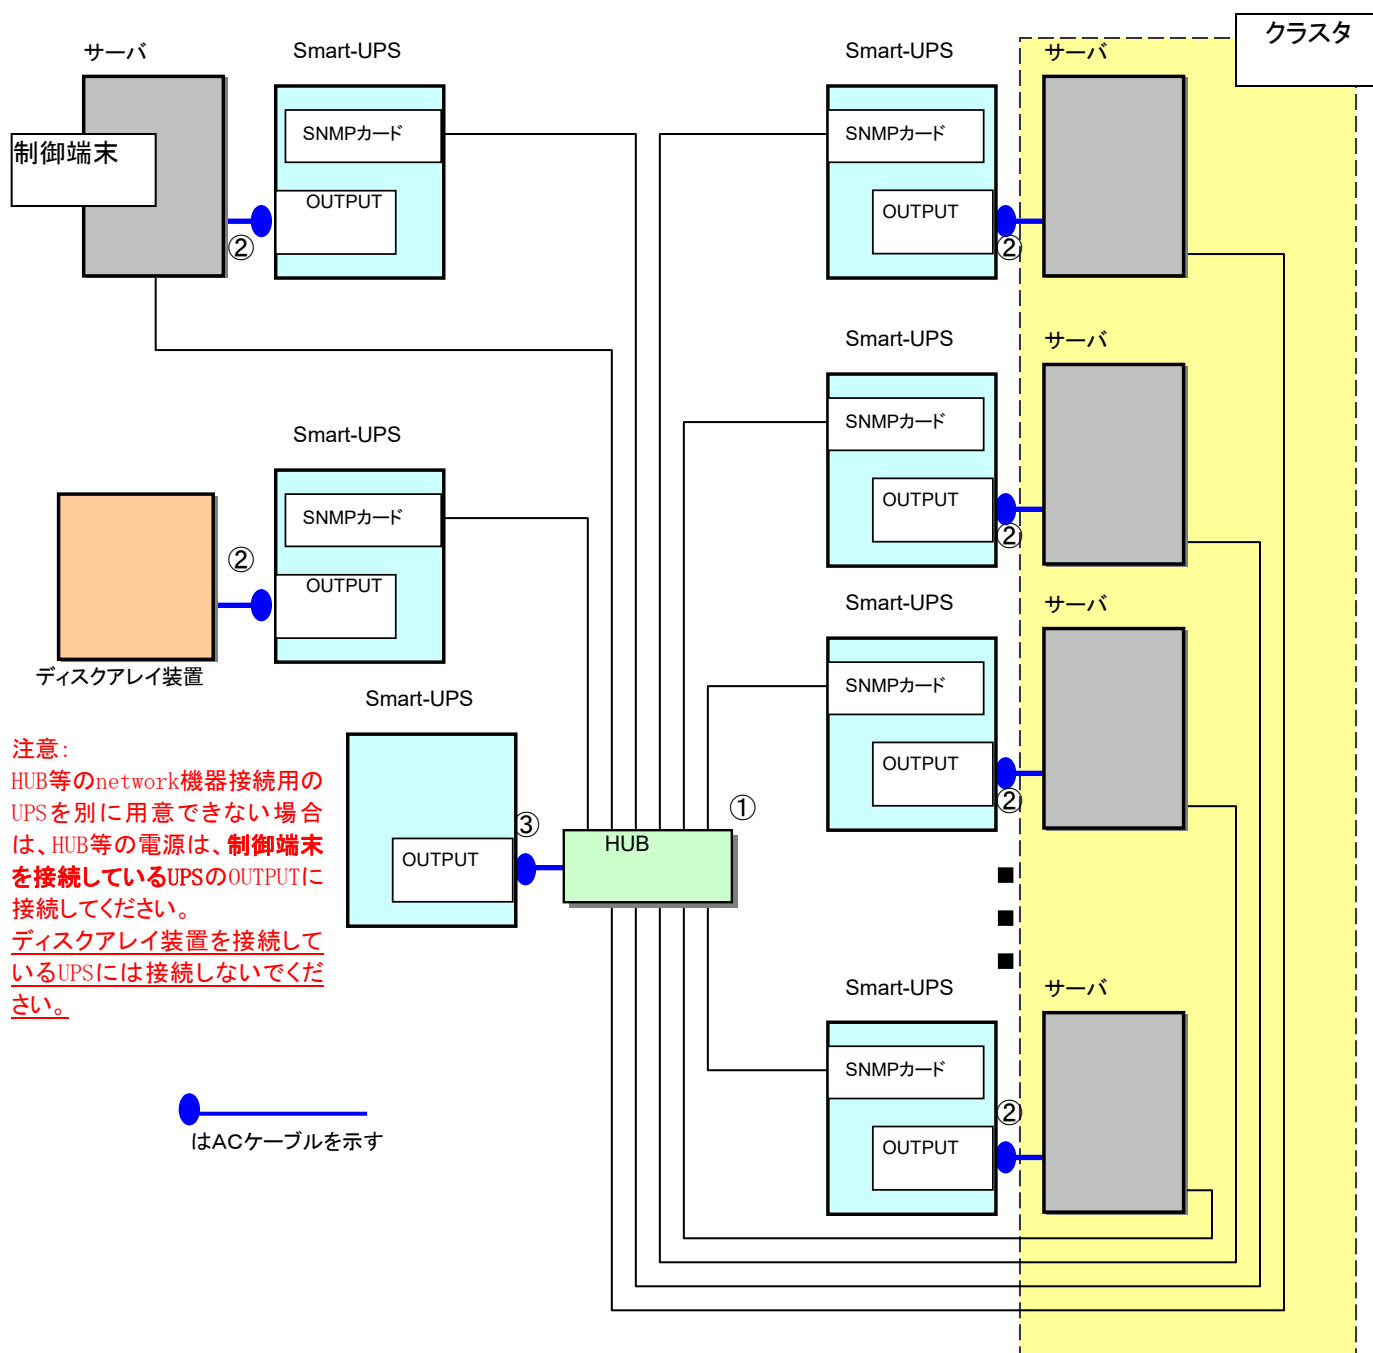 クラスタ
サーバ
Smart-UPS
Smart-UPS
サーバ
SNMPカード
SNMPカード
制御端末
OUTPUT
OUTPUT
②
②
Smart-UPS
サーバ
SNMPカード
Smart-UPS
OUTPUT
SNMPカード
②
②
OUTPUT
Smart-UPS
サーバ
ディスクアレイ装置
SNMPカード
Smart-UPS
OUTPUT
②
注意:
HUB等のnetwork機器接続用の
UPSを別に用意できない場合
は、HUB等の電源は、制御端末
を接続しているUPSのOUTPUTに
接続してください。
ディスクアレイ装置を接続して
いるUPSには接続しないでくだ
さい。
①
③
HUB
OUTPUT
■
■
■
Smart-UPS
サーバ
SNMPカード
②
OUTPUT
はACケーブルを示す